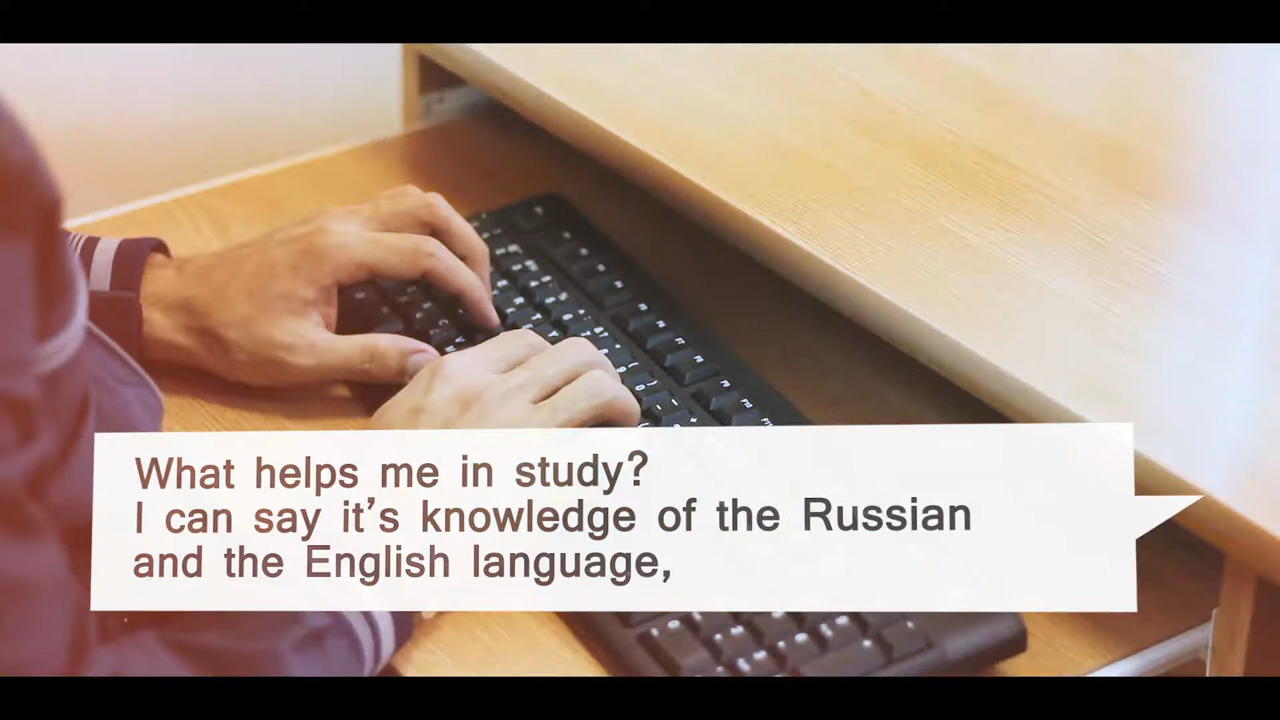 What helps me in study?
I can say it's knowledge of the Russian
and the English language,